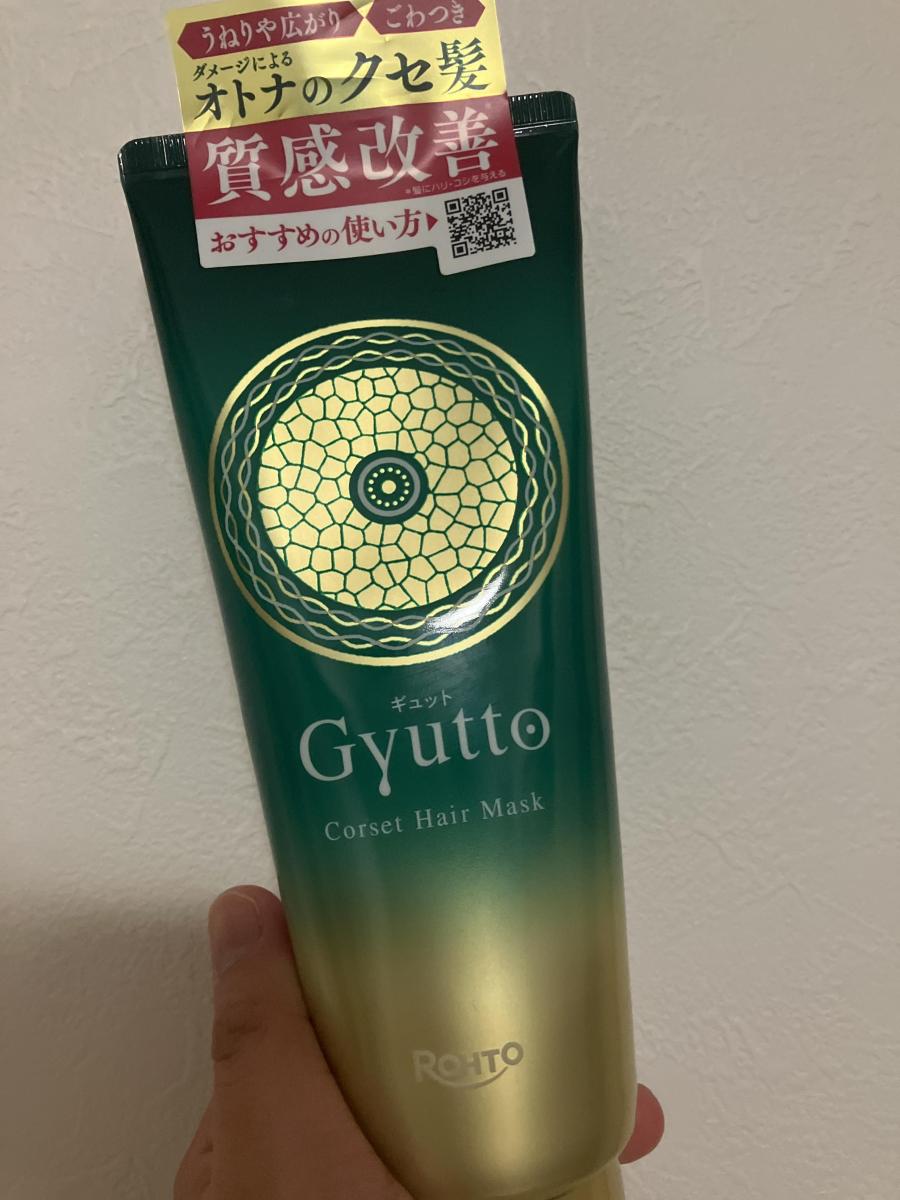 うねりや広がり ごわつき
ダメージによる
オトナのクセ髪
質感改善*
*髪にハリ・コシを与える
おすすめの使い方
ギュット
Gyutto
Corset Hair Mask
ROHTO